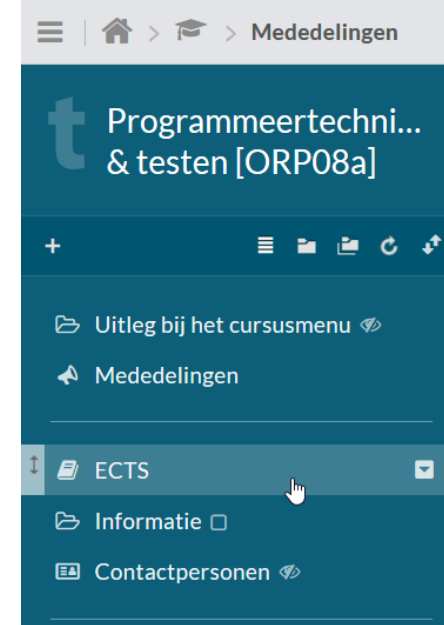 Mededelingen
t
Programmeertechni...
& testen [ORP08a]
Uitleg bij het cursusmenu
Mededelingen
ECTS
Informatie
Contactpersonen